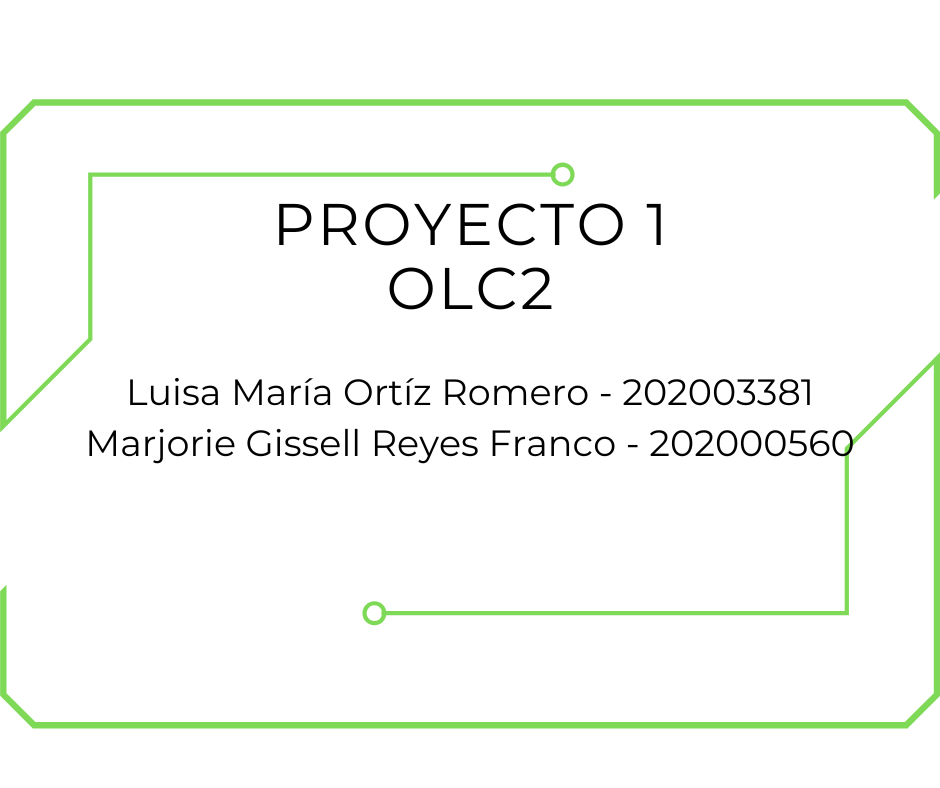 PROYECTO 1
OLC2
Luisa María Ortíz Romero - 202003381
Marjorie Gissell Reyes Franco - 202000560